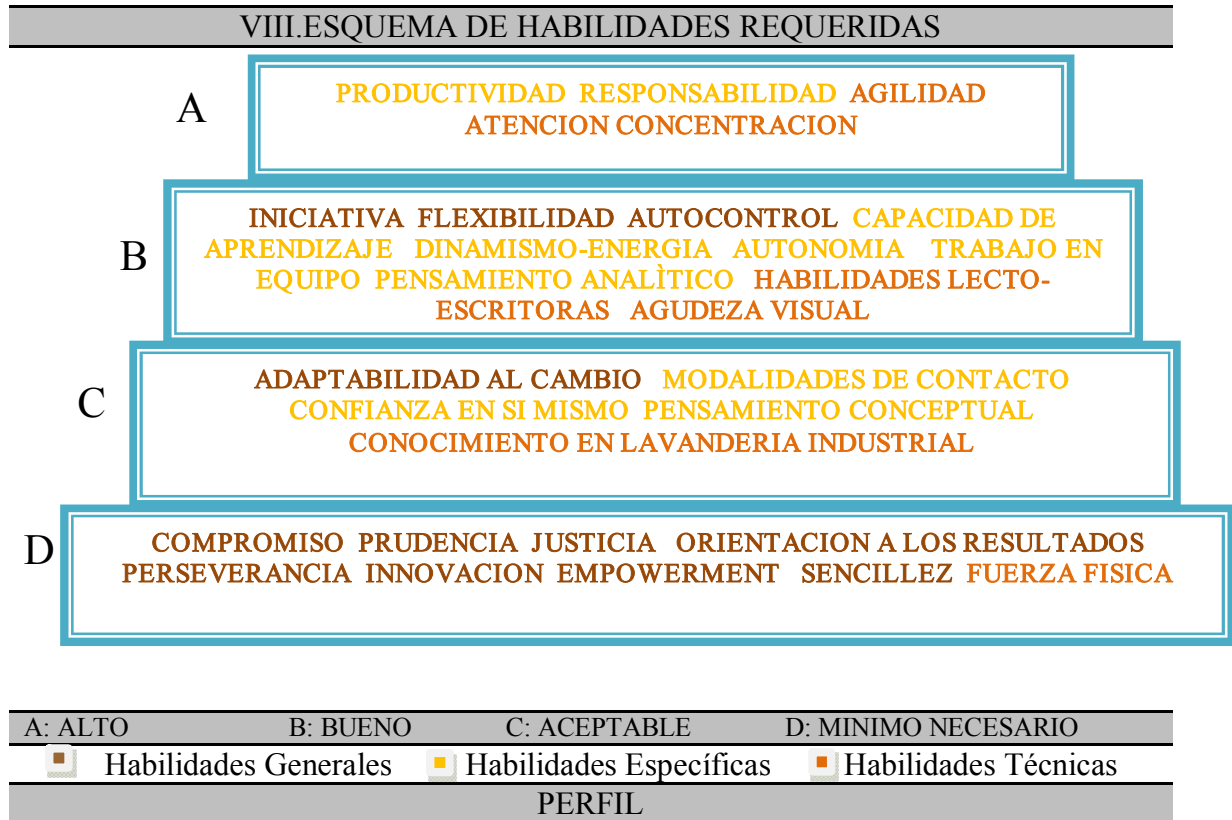 VIII.ESQUEMA DE HABILIDADES REQUERIDAS
A
PRODUCTIVIDAD RESPONSABILIDAD AGILIDAD
ATENCION CONCENTRACION
B
INICIATIVA FLEXIBILIDAD AUTOCONTROL CAPACIDAD DE
APRENDIZAJE DINAMISMO-ENERGIA AUTONOMIA TRABAJO EN
EQUIPO PENSAMIENTO ANALÌTICO HABILIDADES LECTO-
ESCRITORAS AGUDEZA VISUAL
C
ADAPTABILIDAD AL CAMBIO MODALIDADES DE CONTACTO
CONFIANZA EN SI MISMO PENSAMIENTO CONCEPTUAL
CONOCIMIENTO EN LAVANDERIA INDUSTRIAL
D
COMPROMISO PRUDENCIA JUSTICIA ORIENTACION A LOS RESULTADOS
PERSEVERANCIA INNOVACION EMPOWERMENT SENCILLEZ FUERZA FISICA
A: ALTO B: BUENO C: ACEPTABLE D: MINIMO NECESARIO
Habilidades Generales Habilidades Específicas Habilidades Técnicas
PERFIL